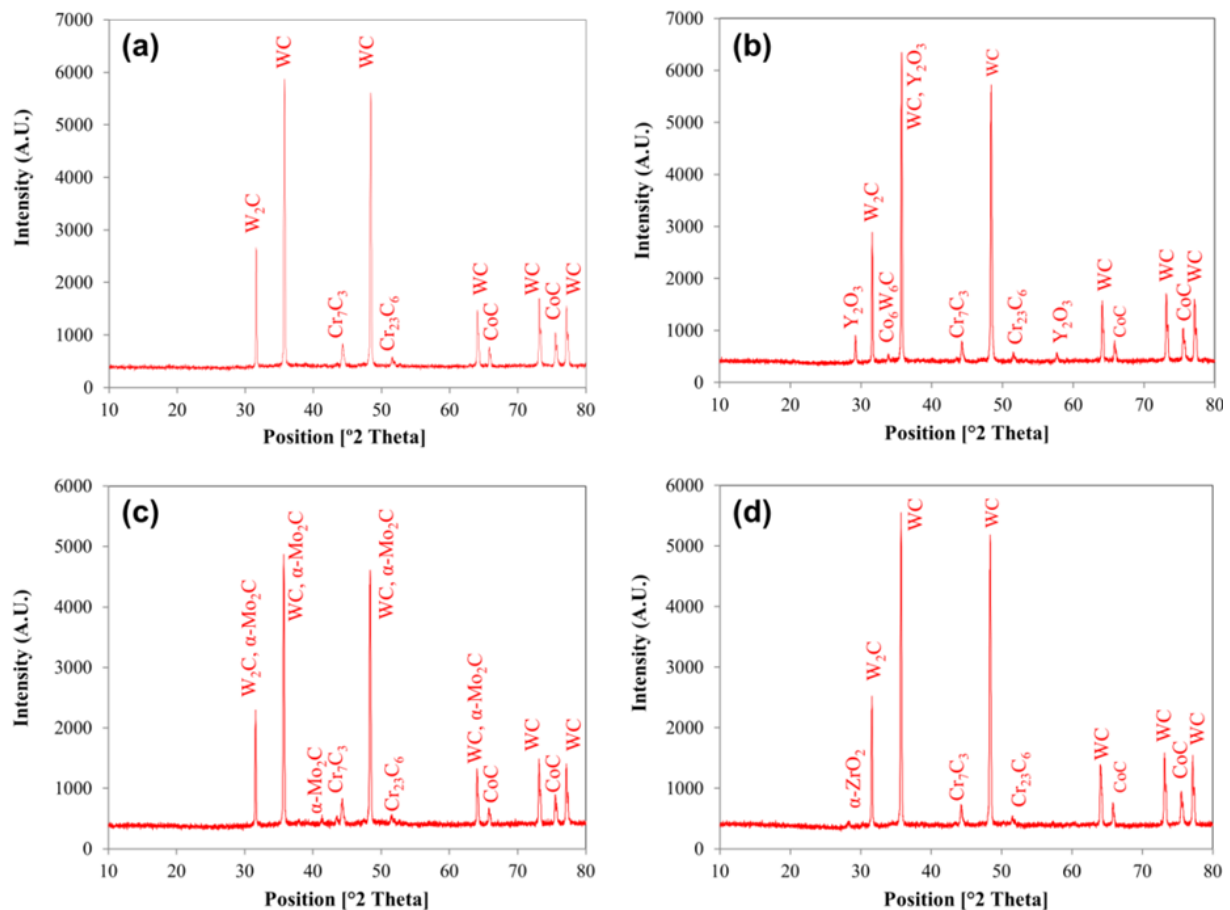 (a)
7000
6000
5000
4000
3000
2000
1000
0
Intensity (A.U.)
W₂C
WC
Cr₇C₃
WC
Cr₂₃C₆
WC
CoC
WC
CoC
WC
10 20 30 40 50 60 70 80
Position [°2 Theta]
(b)
7000
6000
5000
4000
3000
2000
1000
0
Intensity (A.U.)
Y₂O₃
W₂C
Co₆W₆C
WC, Y₂O₃
Cr₇C₃
WC
Cr₂₃C₆
Y₂O₃
WC
CoC
WC
CoC
WC
10 20 30 40 50 60 70 80
Position [°2 Theta]
(c)
6000
5000
4000
3000
2000
1000
0
Intensity (A.U.)
W₂C, α-Mo₂C
WC, α-Mo₂C
α-Mo₂C
Cr₇C₃
WC, α-Mo₂C
Cr₂₃C₆
WC, α-Mo₂C
CoC
WC
CoC
WC
10 20 30 40 50 60 70 80
Position [°2 Theta]
(d)
6000
5000
4000
3000
2000
1000
0
Intensity (A.U.)
α-ZrO₂
W₂C
WC
Cr₇C₃
WC
Cr₂₃C₆
WC
CoC
WC
CoC
WC
10 20 30 40 50 60 70 80
Position [°2 Theta]